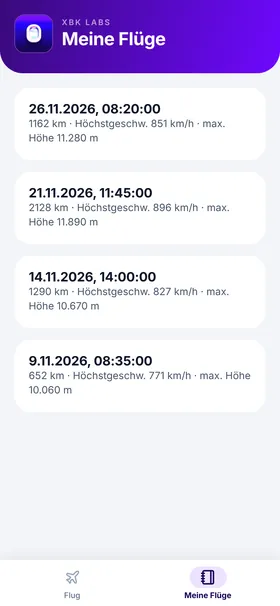 XBK LABS
Meine Flüge
26.11.2026, 08:20:00
1162 km · Höchstgeschw. 851 km/h · max.
Höhe 11.280 m
21.11.2026, 11:45:00
2128 km · Höchstgeschw. 896 km/h · max.
Höhe 11.890 m
14.11.2026, 14:00:00
1290 km · Höchstgeschw. 827 km/h · max.
Höhe 10.670 m
9.11.2026, 08:35:00
652 km · Höchstgeschw. 771 km/h · max. Höhe
10.060 m
Flug
Meine Flüge